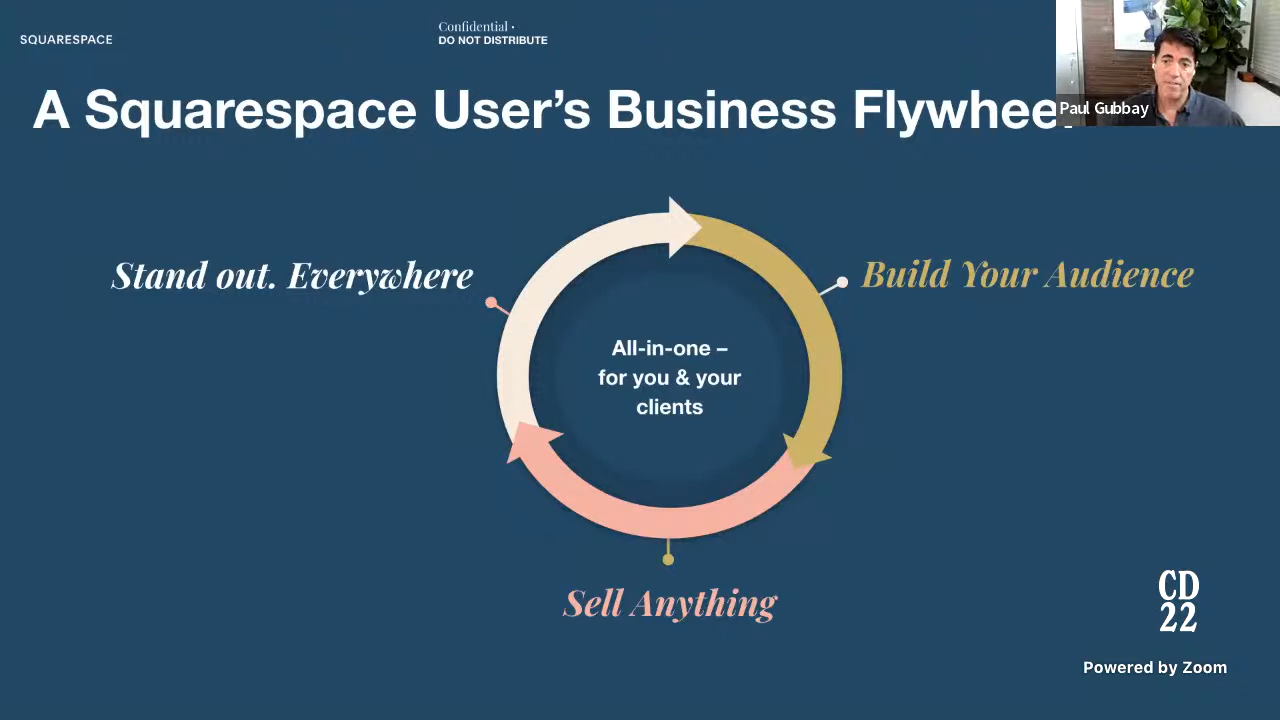 SQUARESPACE
Confidential •
DO NOT DISTRIBUTE
A Squarespace User’s Business Flywheel
Paul Gubbay
Stand out. Everywhere
Build Your Audience
All-in-one –
for you & your
clients
Sell Anything
CD
22
Powered by Zoom